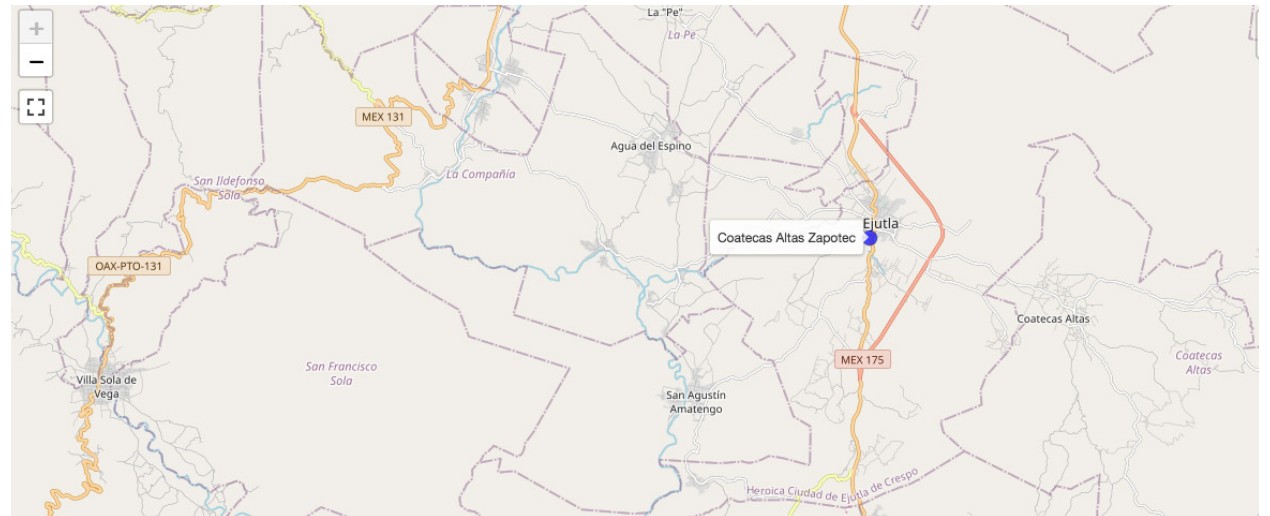 +
−
La "Pe"
La Pe
MEX 131
Agua del Espino
La Compañía
San Ildefonso
Sola
Ejutla
Coatecas Altas Zapotec
OAX-PTO-131
Coatecas Altas
MEX 175
Coatecas
Altas
San Francisco
Sola
Villa Sola de
Vega
San Agustín
Amatengo
Heroica Ciudad de Ejutla de Crespo